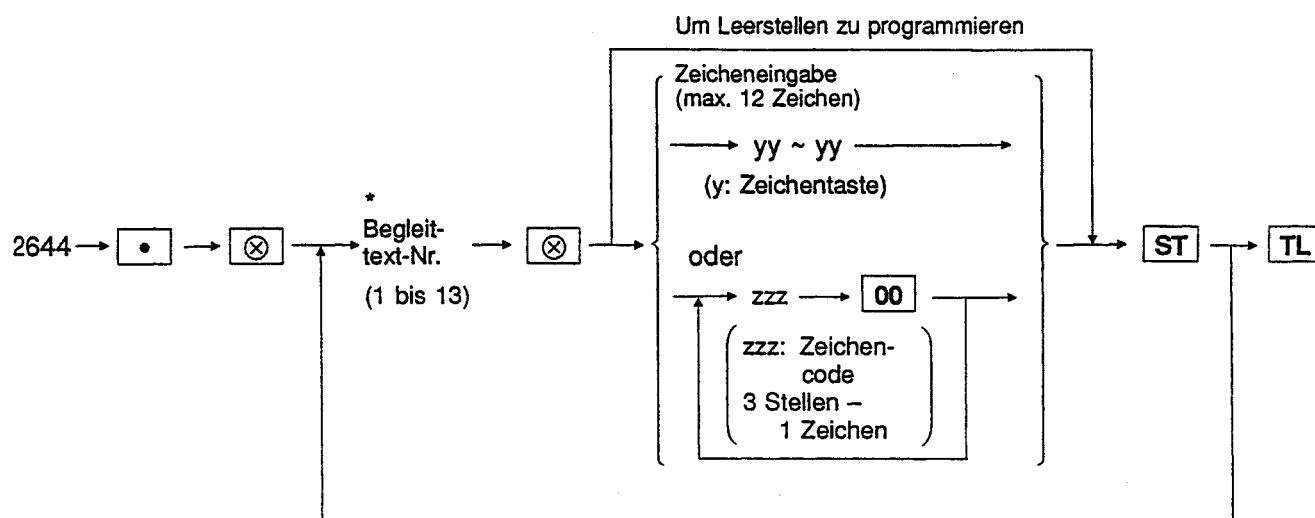 Um Leerstellen zu programmieren
Zeicheneingabe
(max. 12 Zeichen)
yy ~ yy
(y: Zeichentaste)
*
Begleit-
text-Nr.
(1 bis 13)
2644
•
⊗
⊗
oder
zzz
00
(zzz: Zeichen-
code
3 Stellen –
1 Zeichen)
ST
TL